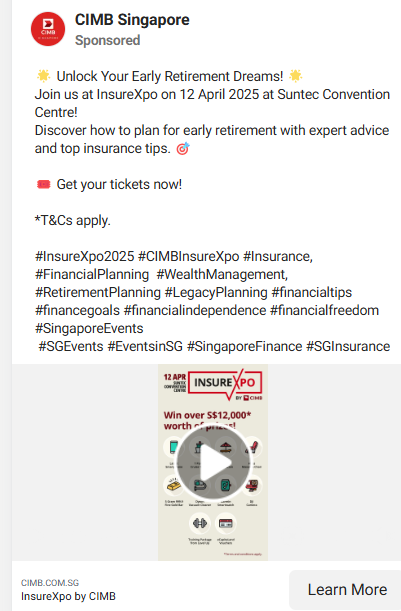 CIMB Singapore
Sponsored
🌟 Unlock Your Early Retirement Dreams! 🌟
Join us at InsureXpo on 12 April 2025 at Suntec Convention
Centre!
Discover how to plan for early retirement with expert advice
and top insurance tips. 🎯
🎟️ Get your tickets now!
*T&Cs apply.
#InsureXpo2025 #CIMBInsureXpo #Insurance,
#FinancialPlanning #WealthManagement,
#RetirementPlanning #LegacyPlanning #financialtips
#financegoals #financialindependence #financialfreedom
#SingaporeEvents
#SGEvents #EventsinSG #SingaporeFinance #SGInsurance
12 APR
SUNTEC
CONVENTION
CENTRE
INSUREXPO
BY CIMB
Win over S$12,000*
worth of prizes!
CIMB.COM.SG
InsureXpo by CIMB
Learn More